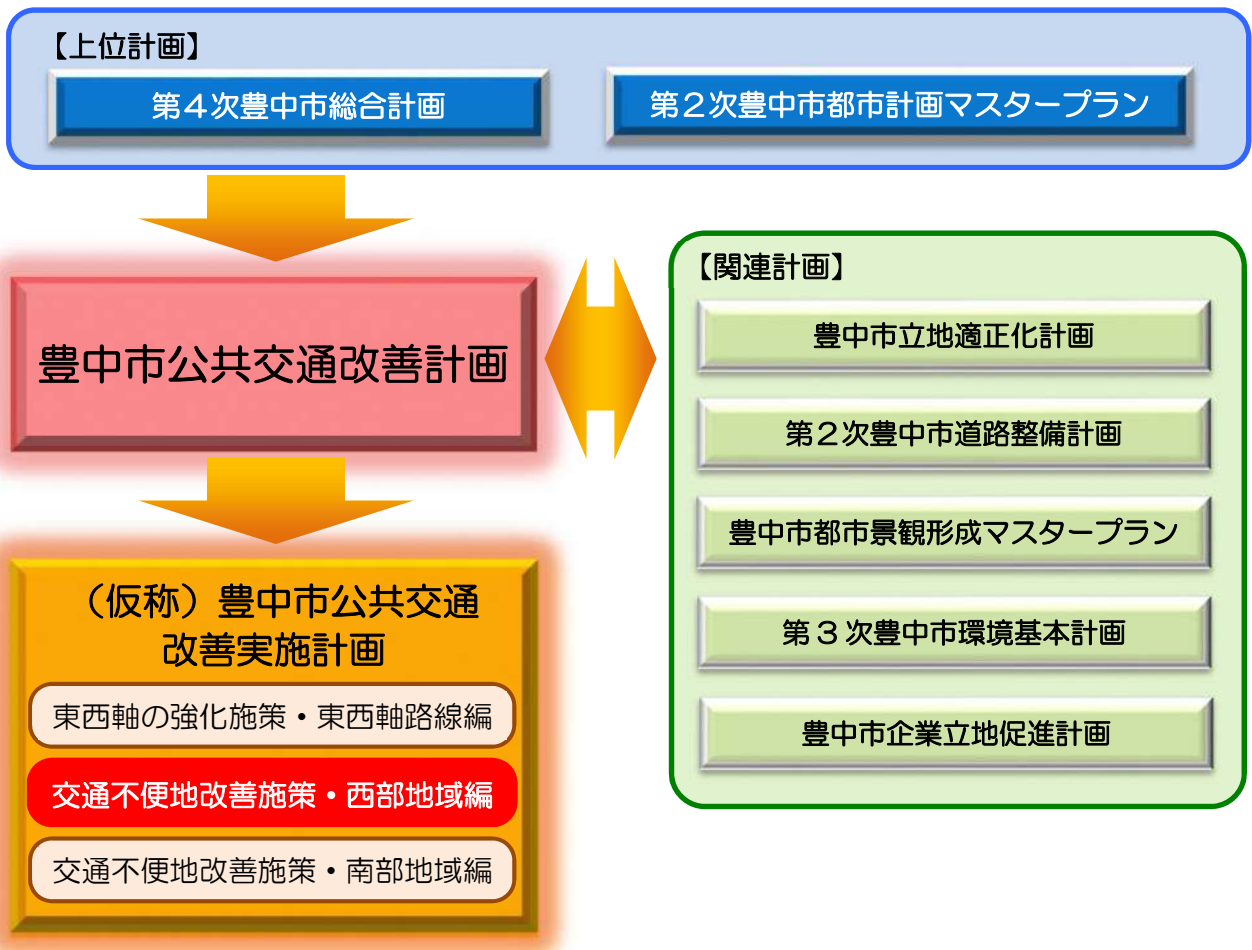 【上位計画】
第4次豊中市総合計画
第2次豊中市都市計画マスタープラン
豊中市公共交通改善計画
(仮称)豊中市公共交通
改善実施計画
東西軸の強化施策・東西軸路線編
交通不便地改善施策・西部地域編
交通不便地改善施策・南部地域編
【関連計画】
豊中市立地適正化計画
第2次豊中市道路整備計画
豊中市都市景観形成マスタープラン
第3次豊中市環境基本計画
豊中市企業立地促進計画